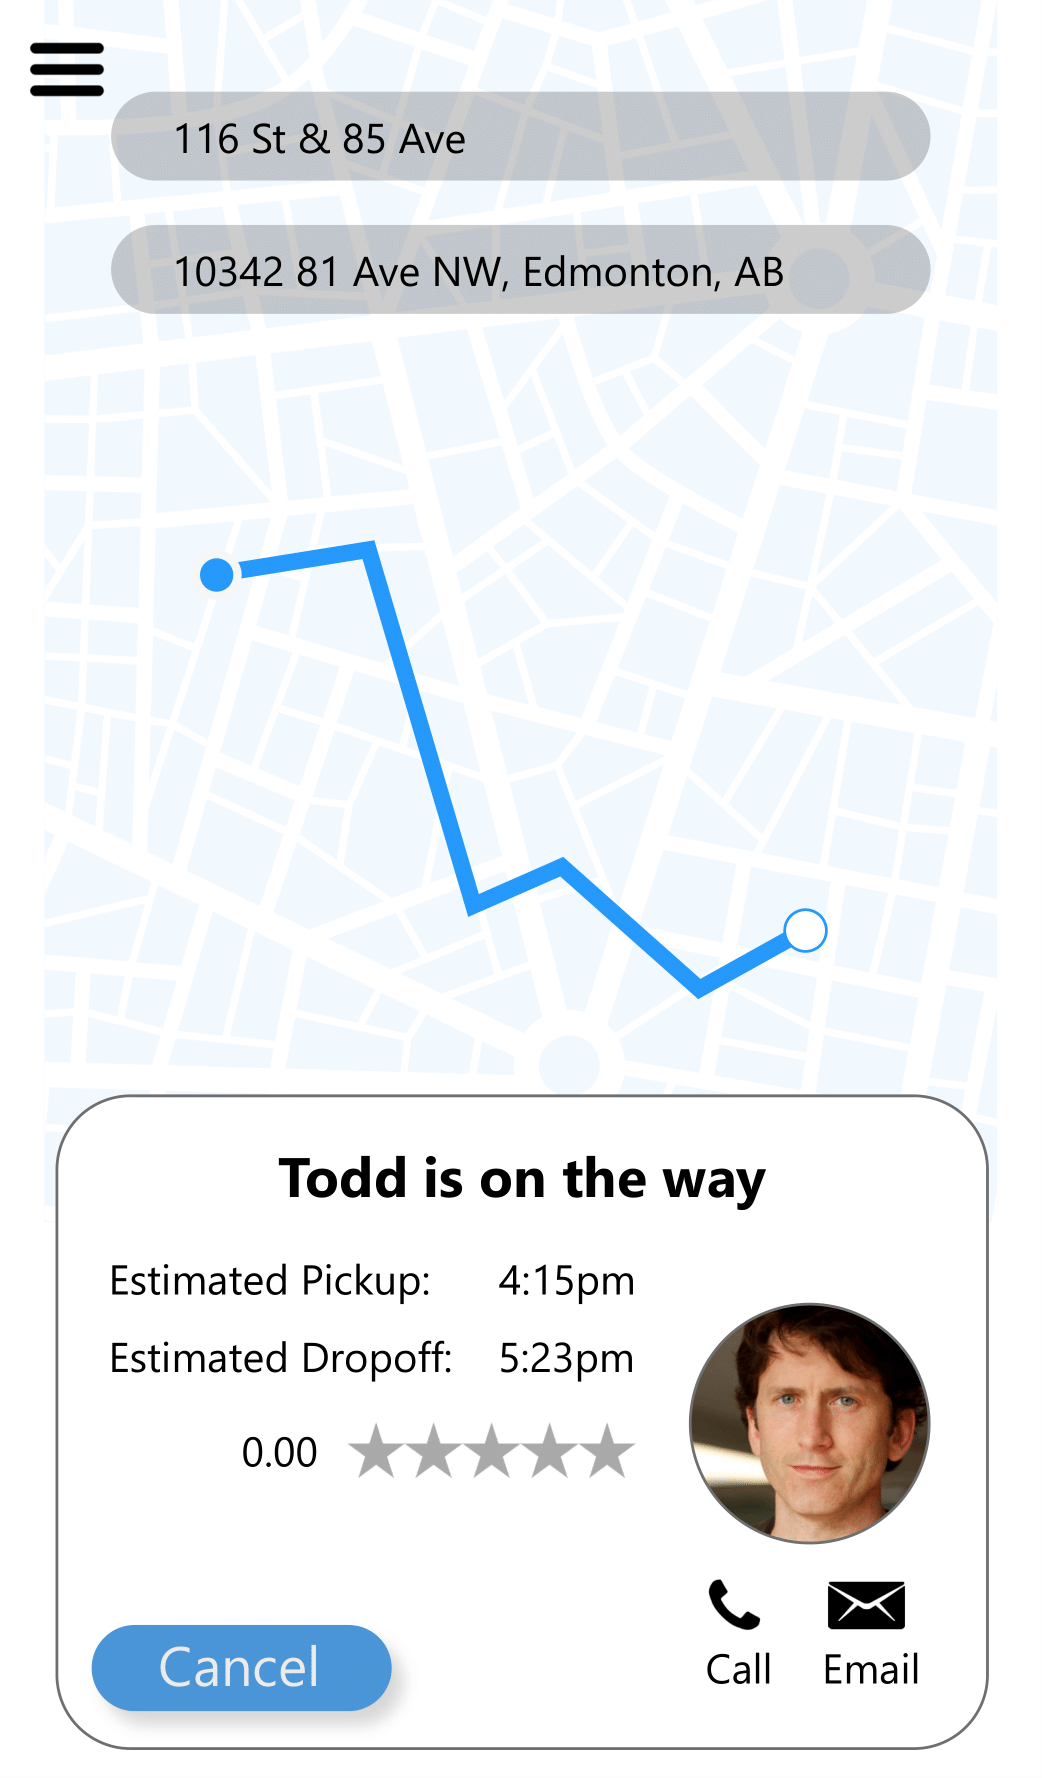 116 St & 85 Ave
10342 81 Ave NW, Edmonton, AB
Todd is on the way
Estimated Pickup: 4:15pm
Estimated Dropoff: 5:23pm
0.00
Call Email
Cancel